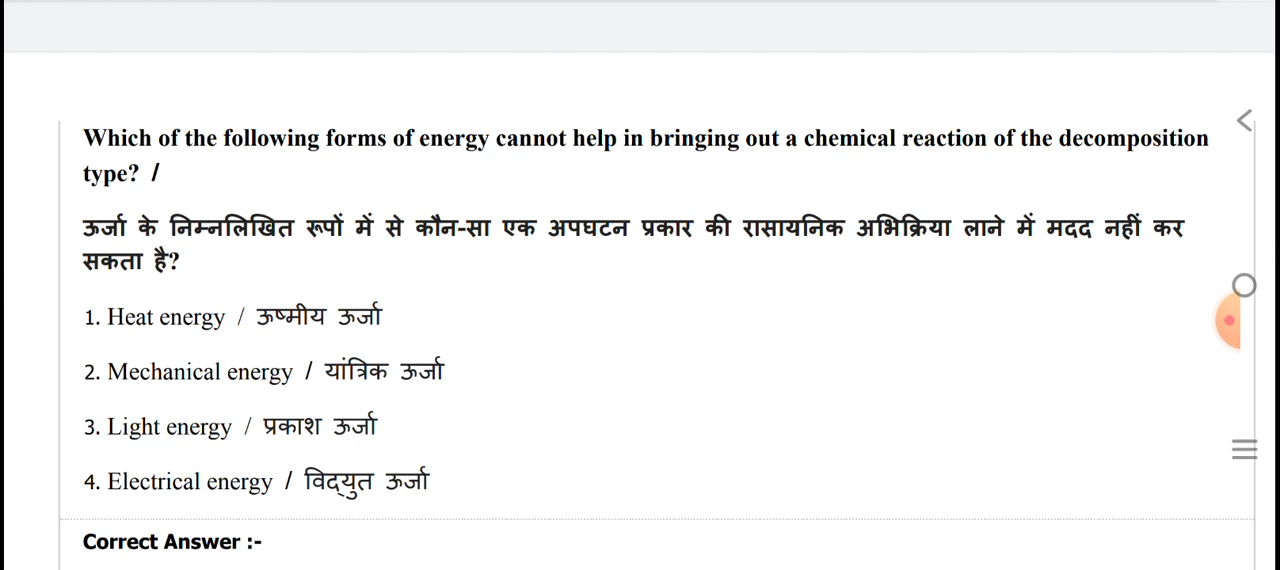 Which of the following forms of energy cannot help in bringing out a chemical reaction of the decomposition
type? /
ऊर्जा के निम्नलिखित रूपों में से कौन-सा एक अपघटन प्रकार की रासायनिक अभिक्रिया लाने में मदद नहीं कर
सकता है?
1. Heat energy / ऊष्मीय ऊर्जा
2. Mechanical energy / यांत्रिक ऊर्जा
3. Light energy / प्रकाश ऊर्जा
4. Electrical energy / विद्युत ऊर्जा
Correct Answer :-